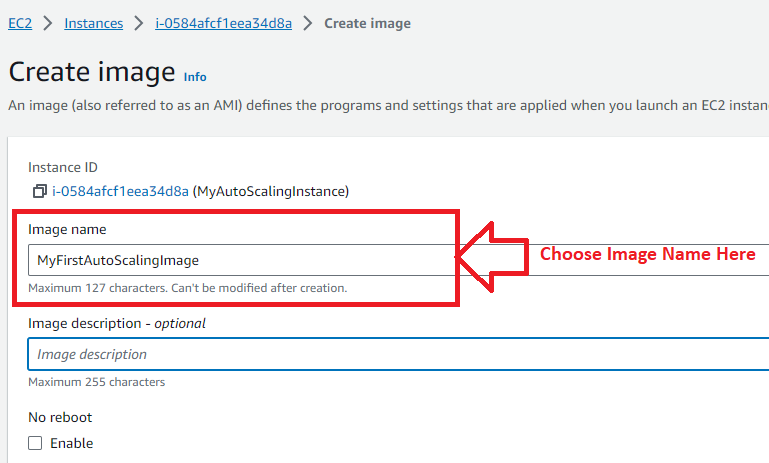 EC2 > Instances > i-0584afcf1eea34d8a > Create image
Create image Info
An image (also referred to as an AMI) defines the programs and settings that are applied when you launch an EC2 instanc
Instance ID
i-0584afcf1eea34d8a (MyAutoScalingInstance)
Image name
MyFirstAutoScalingImage
Choose Image Name Here
Maximum 127 characters. Can't be modified after creation.
Image description - optional
Image description
Maximum 255 characters
No reboot
Enable